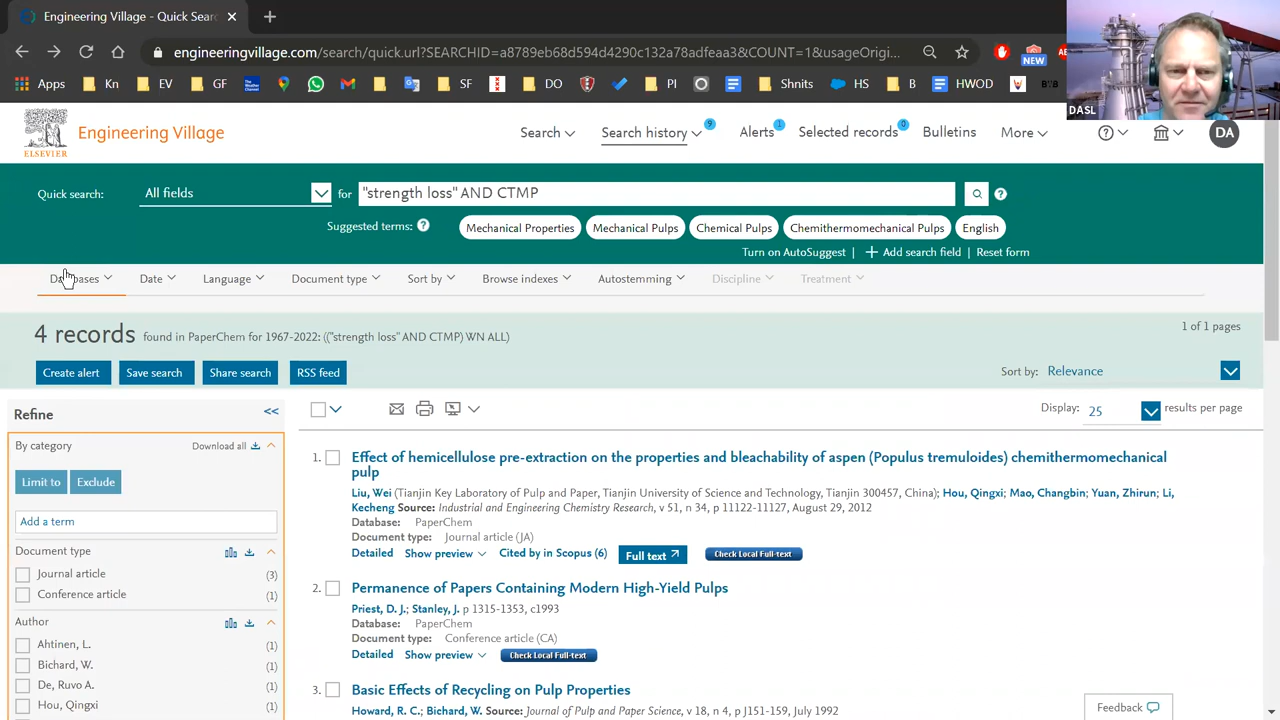 Engineering Village - Quick Sear
engineeringvillage.com/search/quick.url?SEARCHID=a8789eb68d594d4290c132a78adfeaa3&COUNT=1&usageOrigi...
NEW
Apps Kn EV GF SF DO PI Shnits HS B HWOD
DASL
ELSEVIER
Engineering Village
Search Search history 9 Alerts 1 Selected records 0 Bulletins More DA
Quick search: All fields for "strength loss" AND CTMP
Suggested terms: Mechanical Properties Mechanical Pulps Chemical Pulps Chemithermomechanical Pulps English
Turn on AutoSuggest | + Add search field | Reset form
Databases Date Language Document type Sort by Browse indexes Autostemming Discipline Treatment
4 records found in PaperChem for 1967-2022: (("strength loss" AND CTMP) WN ALL)
1 of 1 pages
Create alert Save search Share search RSS feed
Sort by: Relevance
Refine <<
Display: 25 results per page
By category Download all
Limit to Exclude
Add a term
Document type
Journal article (3)
Conference article (1)
Author
Ahtinen, L. (1)
Bichard, W. (1)
De, Ruvo A. (1)
Hou, Qingxi (1)
1. Effect of hemicellulose pre-extraction on the properties and bleachability of aspen (Populus tremuloides) chemithermomechanical
pulp
Liu, Wei (Tianjin Key Laboratory of Pulp and Paper, Tianjin University of Science and Technology, Tianjin 300457, China); Hou, Qingxi; Mao, Changbin; Yuan, Zhirun; Li,
Kecheng Source: Industrial and Engineering Chemistry Research, v 51, n 34, p 11122-11127, August 29, 2012
Database: PaperChem
Document type: Journal article (JA)
Detailed Show preview Cited by in Scopus (6) Full text Check Local Full-text
2. Permanence of Papers Containing Modern High-Yield Pulps
Priest, D. J.; Stanley, J. p 1315-1353, c1993
Database: PaperChem
Document type: Conference article (CA)
Detailed Show preview Check Local Full-text
3. Basic Effects of Recycling on Pulp Properties
Howard, R. C.; Bichard, W. Source: Journal of Pulp and Paper Science, v 18, n 4, p J151-159, July 1992
Feedback